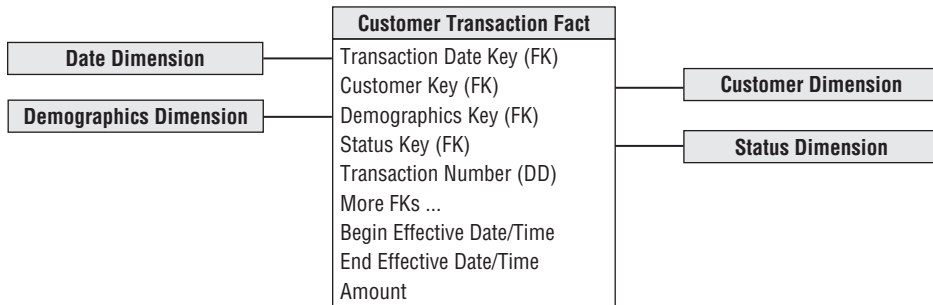 Customer Transaction Fact
Date Dimension
Transaction Date Key (FK)
Customer Key (FK)
Customer Dimension
Demographics Dimension
Demographics Key (FK)
Status Key (FK)
Status Dimension
Transaction Number (DD)
More FKs ...
Begin Effective Date/Time
End Effective Date/Time
Amount